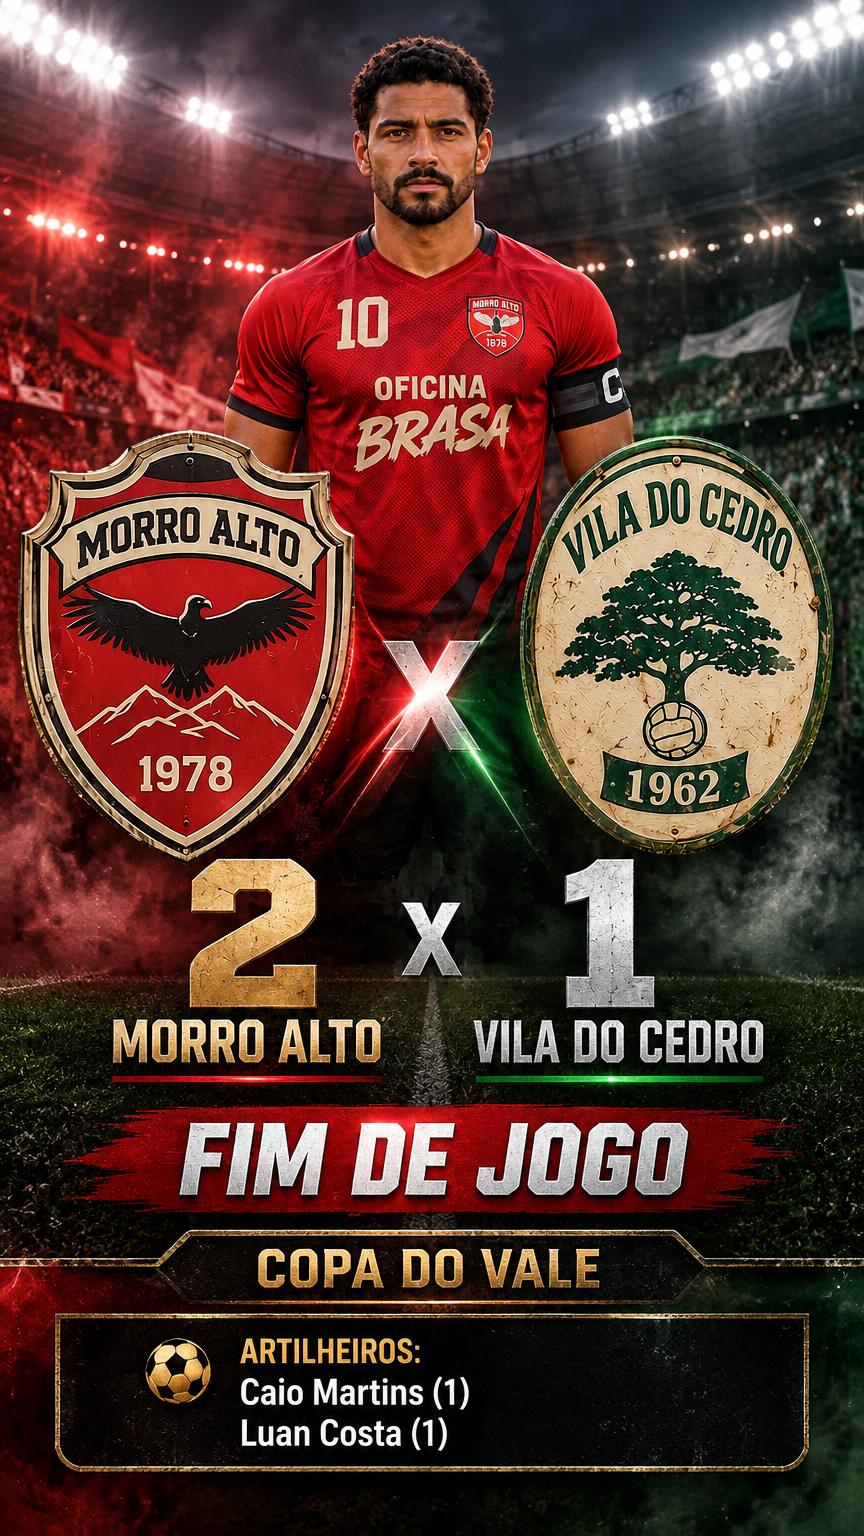 10
MORRO ALTO
1978
OFICINA
BRASA
C
MORRO ALTO
1978
X
VILA DO CEDRO
1962
2 X 1
MORRO ALTO
VILA DO CEDRO
FIM DE JOGO
COPA DO VALE
ARTILHEIROS:
Caio Martins (1)
Luan Costa (1)